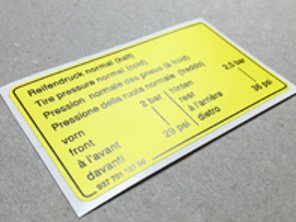 Reifendruck normal (kalt)
Tire pressure normal (cold)
Pression normale des pneus (à froid)
Pressione della ruota normale (freddo)
vorn 2 bar hinten 2,5 bar
front rear
à l'avant 29 psi à l'arrière 36 psi
davanti dietro